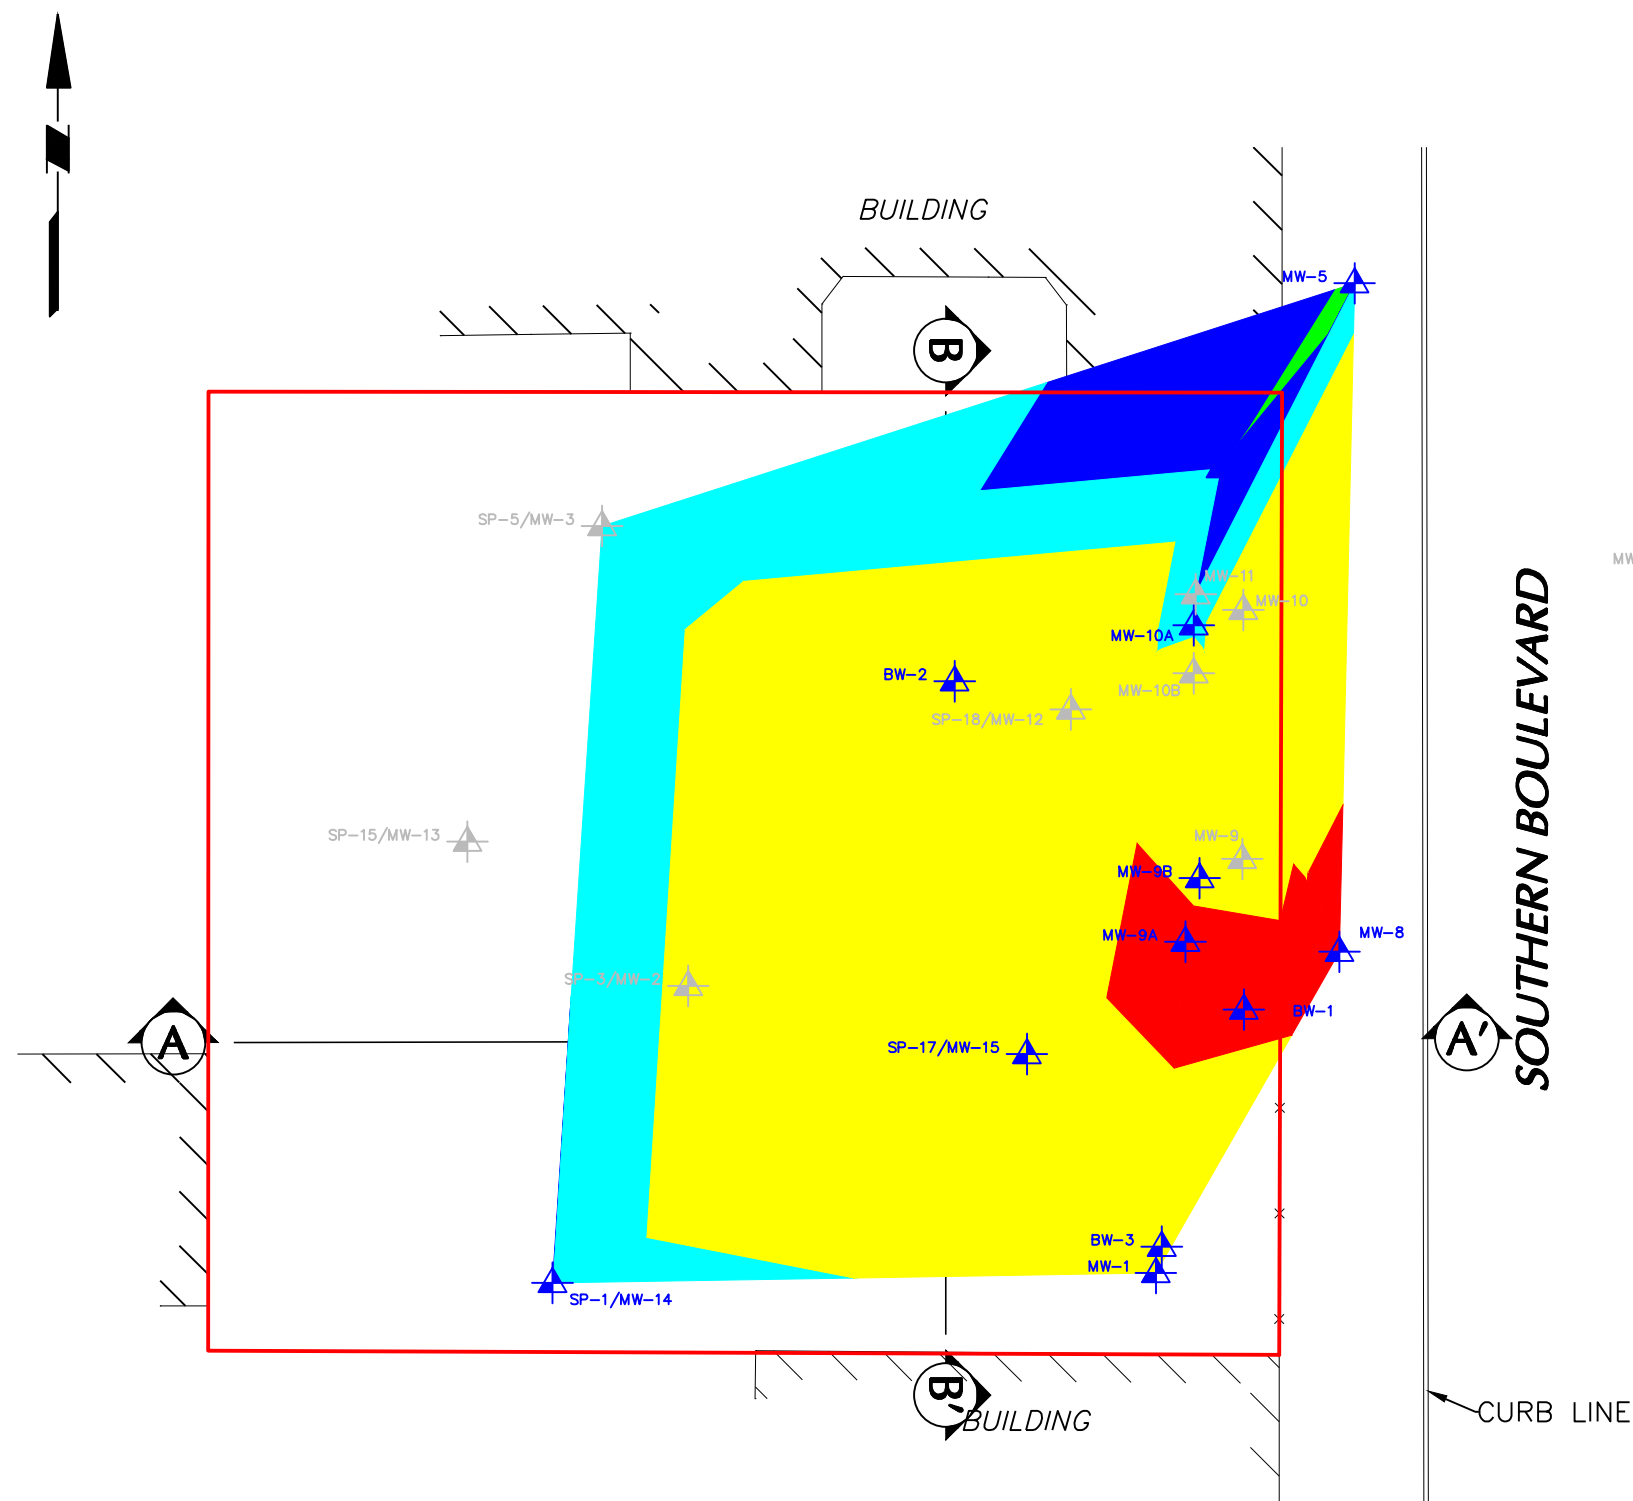 BUILDING
MW-5
B
SP-5/MW-3
MW
MW-11
MW-10
MW-10A
BW-2
MW-10B
SP-18/MW-12
SOUTHERN BOULEVARD
SP-15/MW-13
MW-9
MW-9B
MW-9A
MW-8
SP-3/MW-2
BW-1
A
A'
SP-17/MW-15
BW-3
MW-1
SP-1/MW-14
B'
BUILDING
CURB LINE